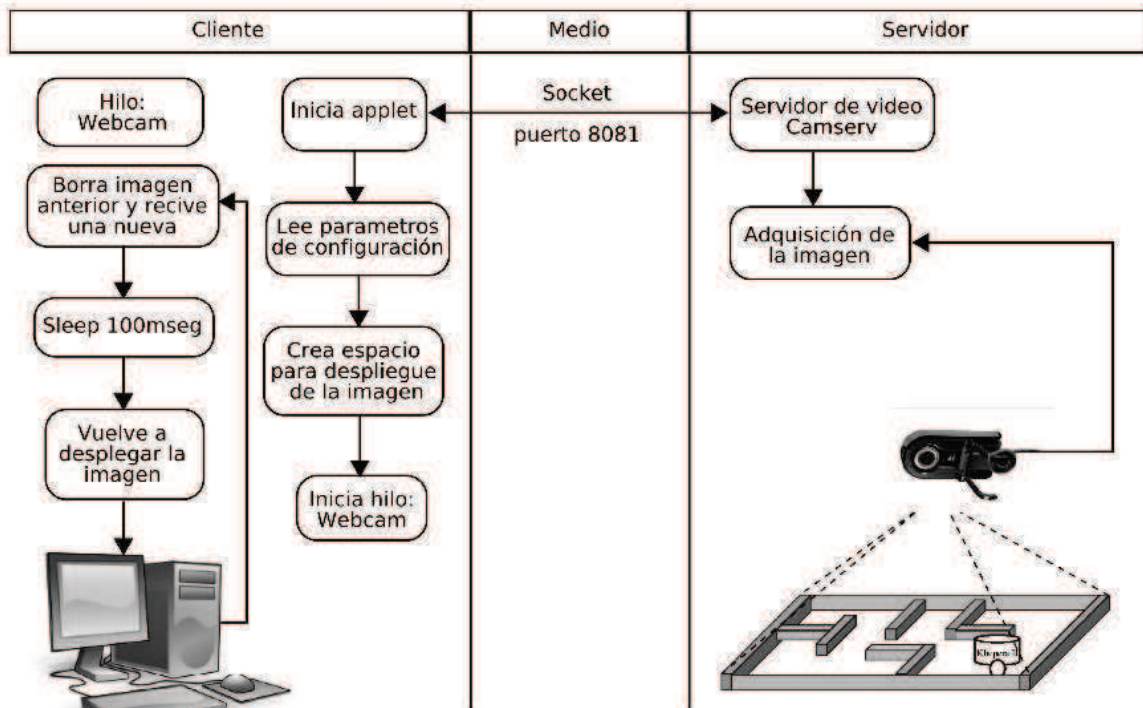 Cliente
Medio
Servidor
Hilo:
Webcam
Borra imagen
anterior y recive
una nueva
Sleep 100mseg
Vuelve a
desplegar la
imagen
Inicia applet
Lee parametros
de configuración
Crea espacio
para despliegue
de la imagen
Inicia hilo:
Webcam
Socket
puerto 8081
Servidor de video
Camserv
Adquisición de
la imagen